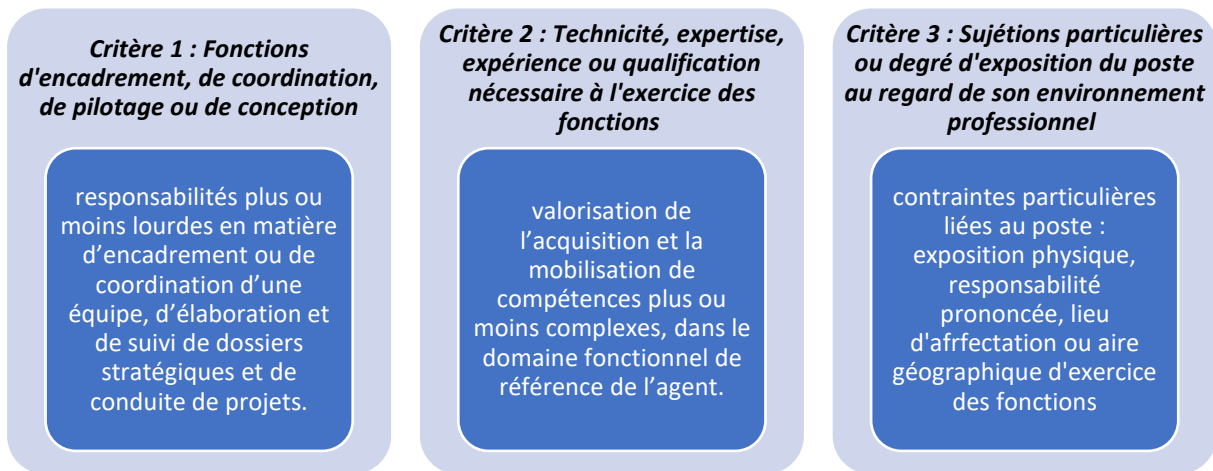 Critère 1 : Fonctions
d'encadrement, de coordination,
de pilotage ou de conception
responsabilités plus ou
moins lourdes en matière
d’encadrement ou de
coordination d’une
équipe, d’élaboration et
de suivi de dossiers
stratégiques et de
conduite de projets.
Critère 2 : Technicité, expertise,
expérience ou qualification
nécessaire à l'exercice des
fonctions
valorisation de
l’acquisition et la
mobilisation de
compétences plus ou
moins complexes, dans le
domaine fonctionnel de
référence de l’agent.
Critère 3 : Sujétions particulières
ou degré d'exposition du poste
au regard de son environnement
professionnel
contraintes particulières
liées au poste :
exposition physique,
responsabilité
prononcée, lieu
d'afrfectation ou aire
géographique d'exercice
des fonctions